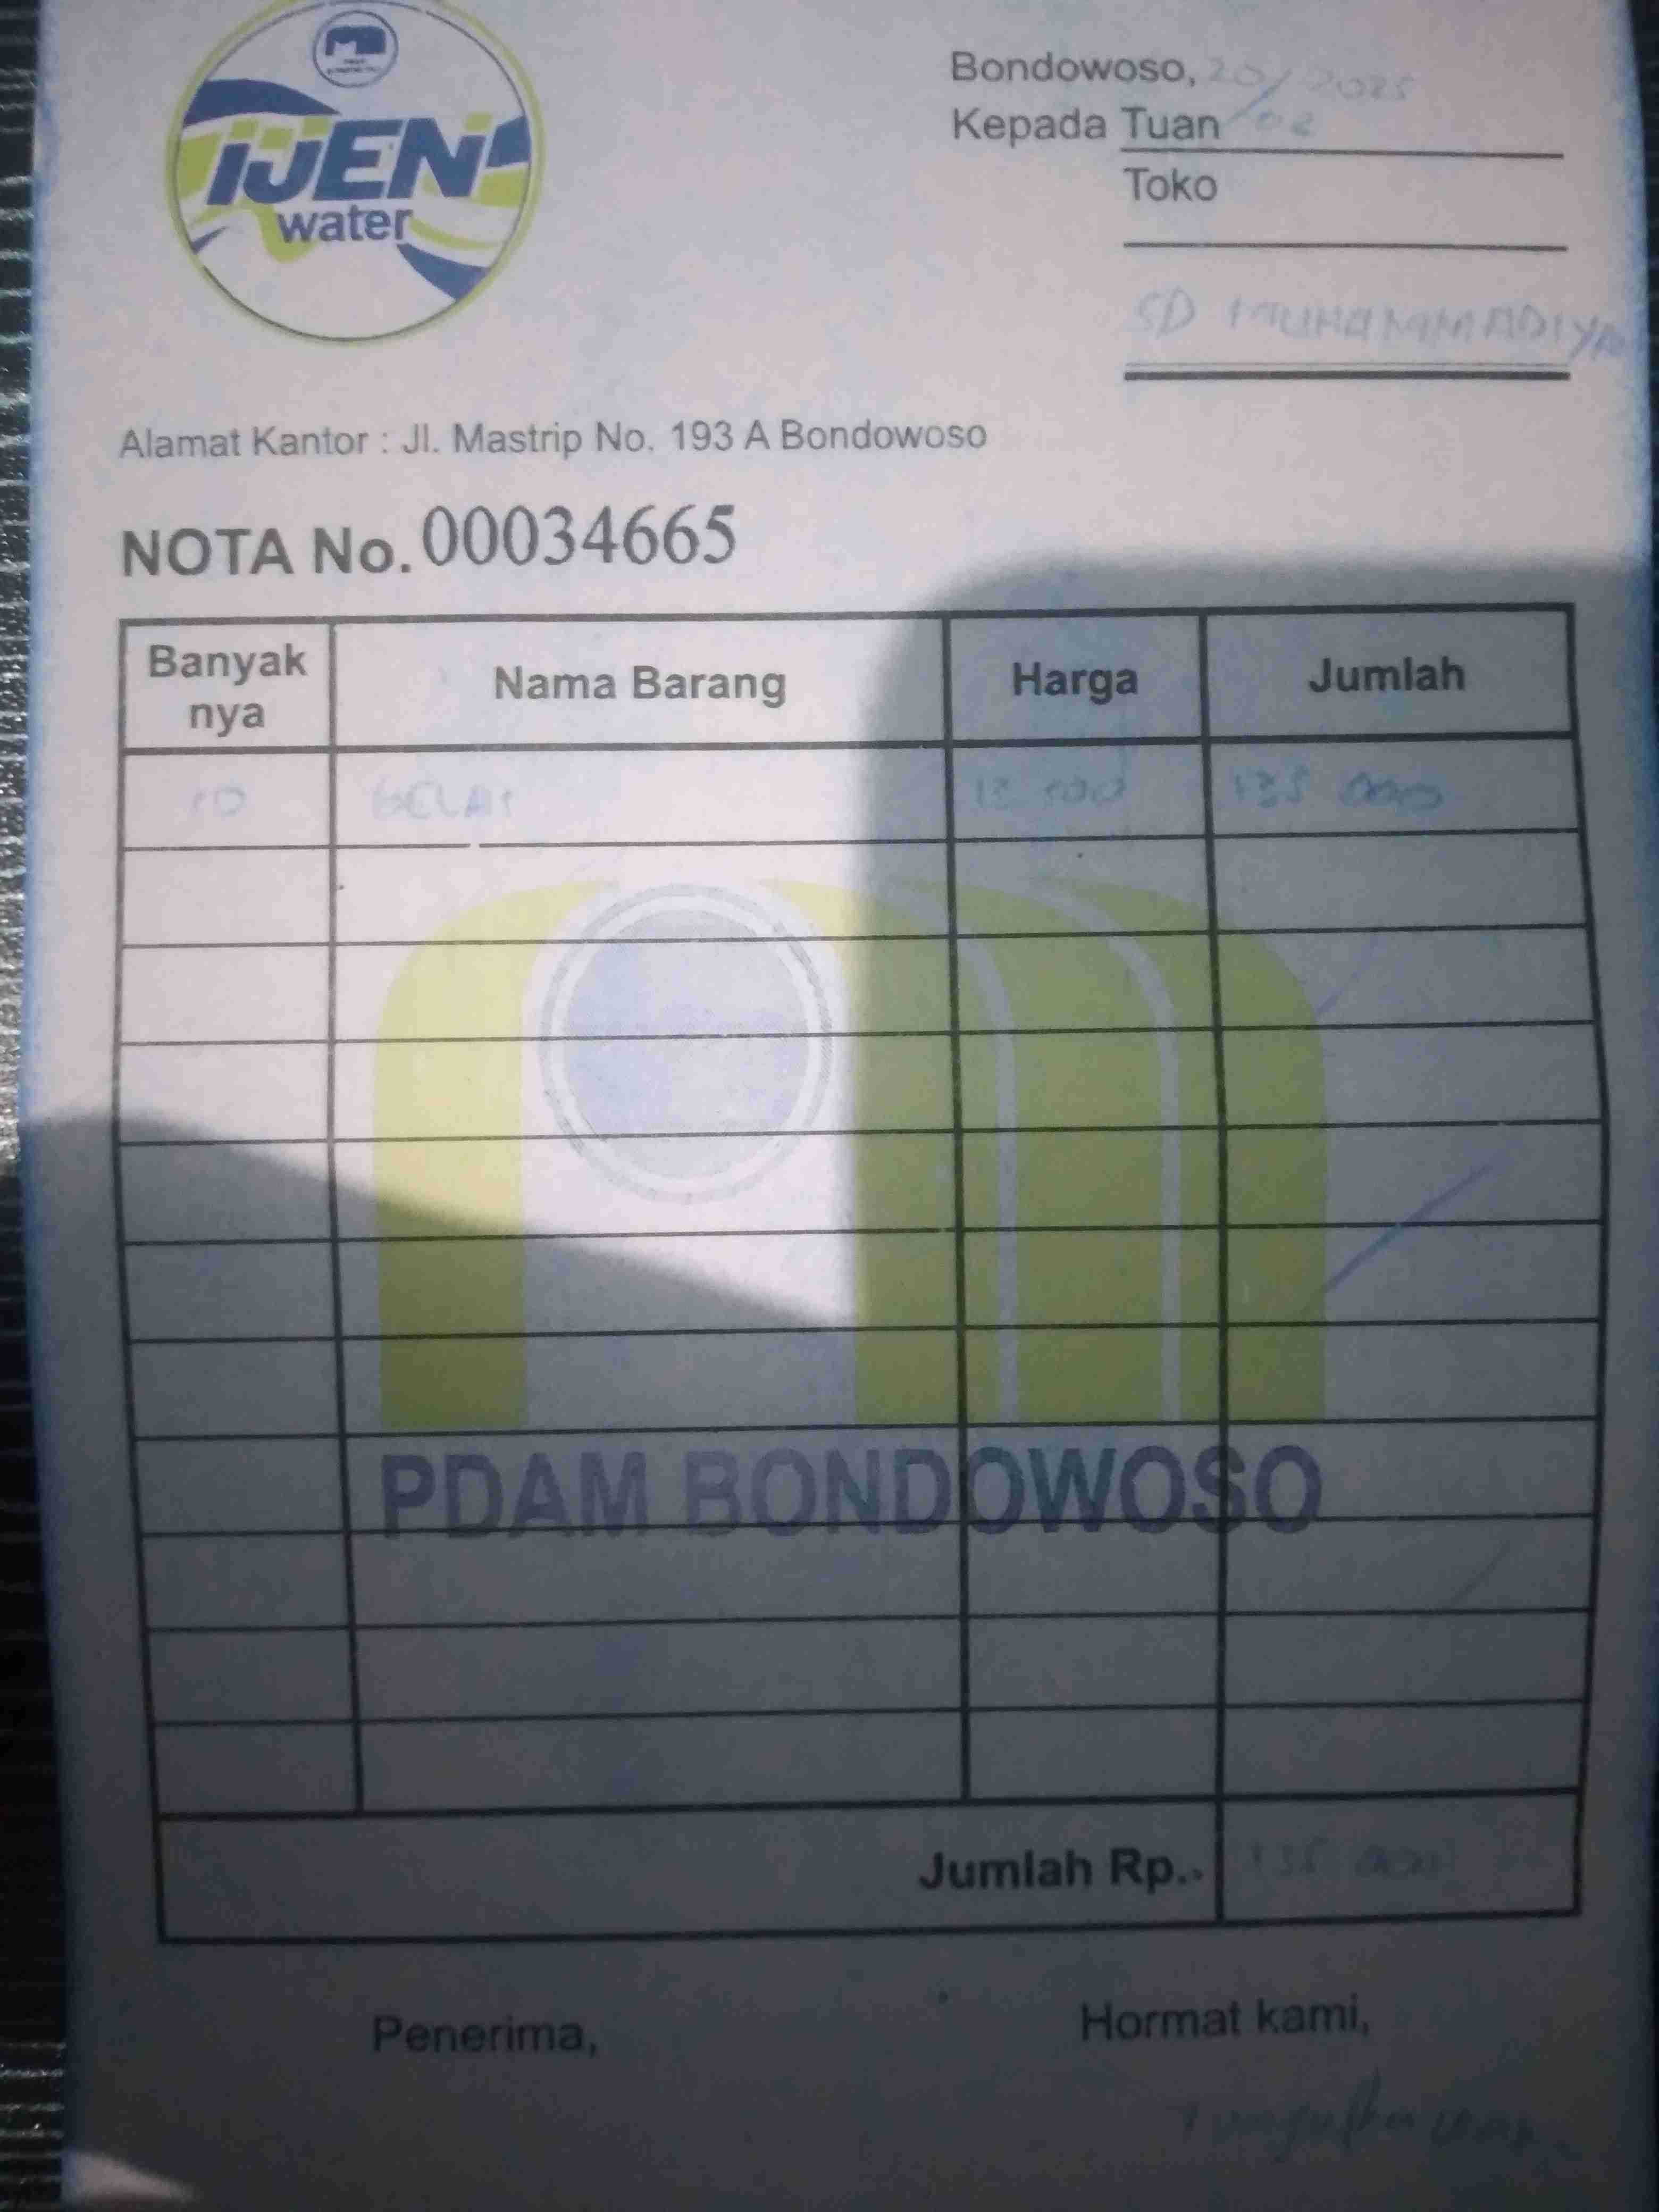 IJEN
water
Bondowoso, 20/02 2025
Kepada Tuan
Toko
SD MUHAMMADIYA
Alamat Kantor : Jl. Mastrip No. 193 A Bondowoso
NOTA No. 00034665
Banyak nya Nama Barang Harga Jumlah
10 GELAS 13 500 135 000
PDAM BONDOWOSO
Jumlah Rp.. 135 000
Penerima, Hormat kami,